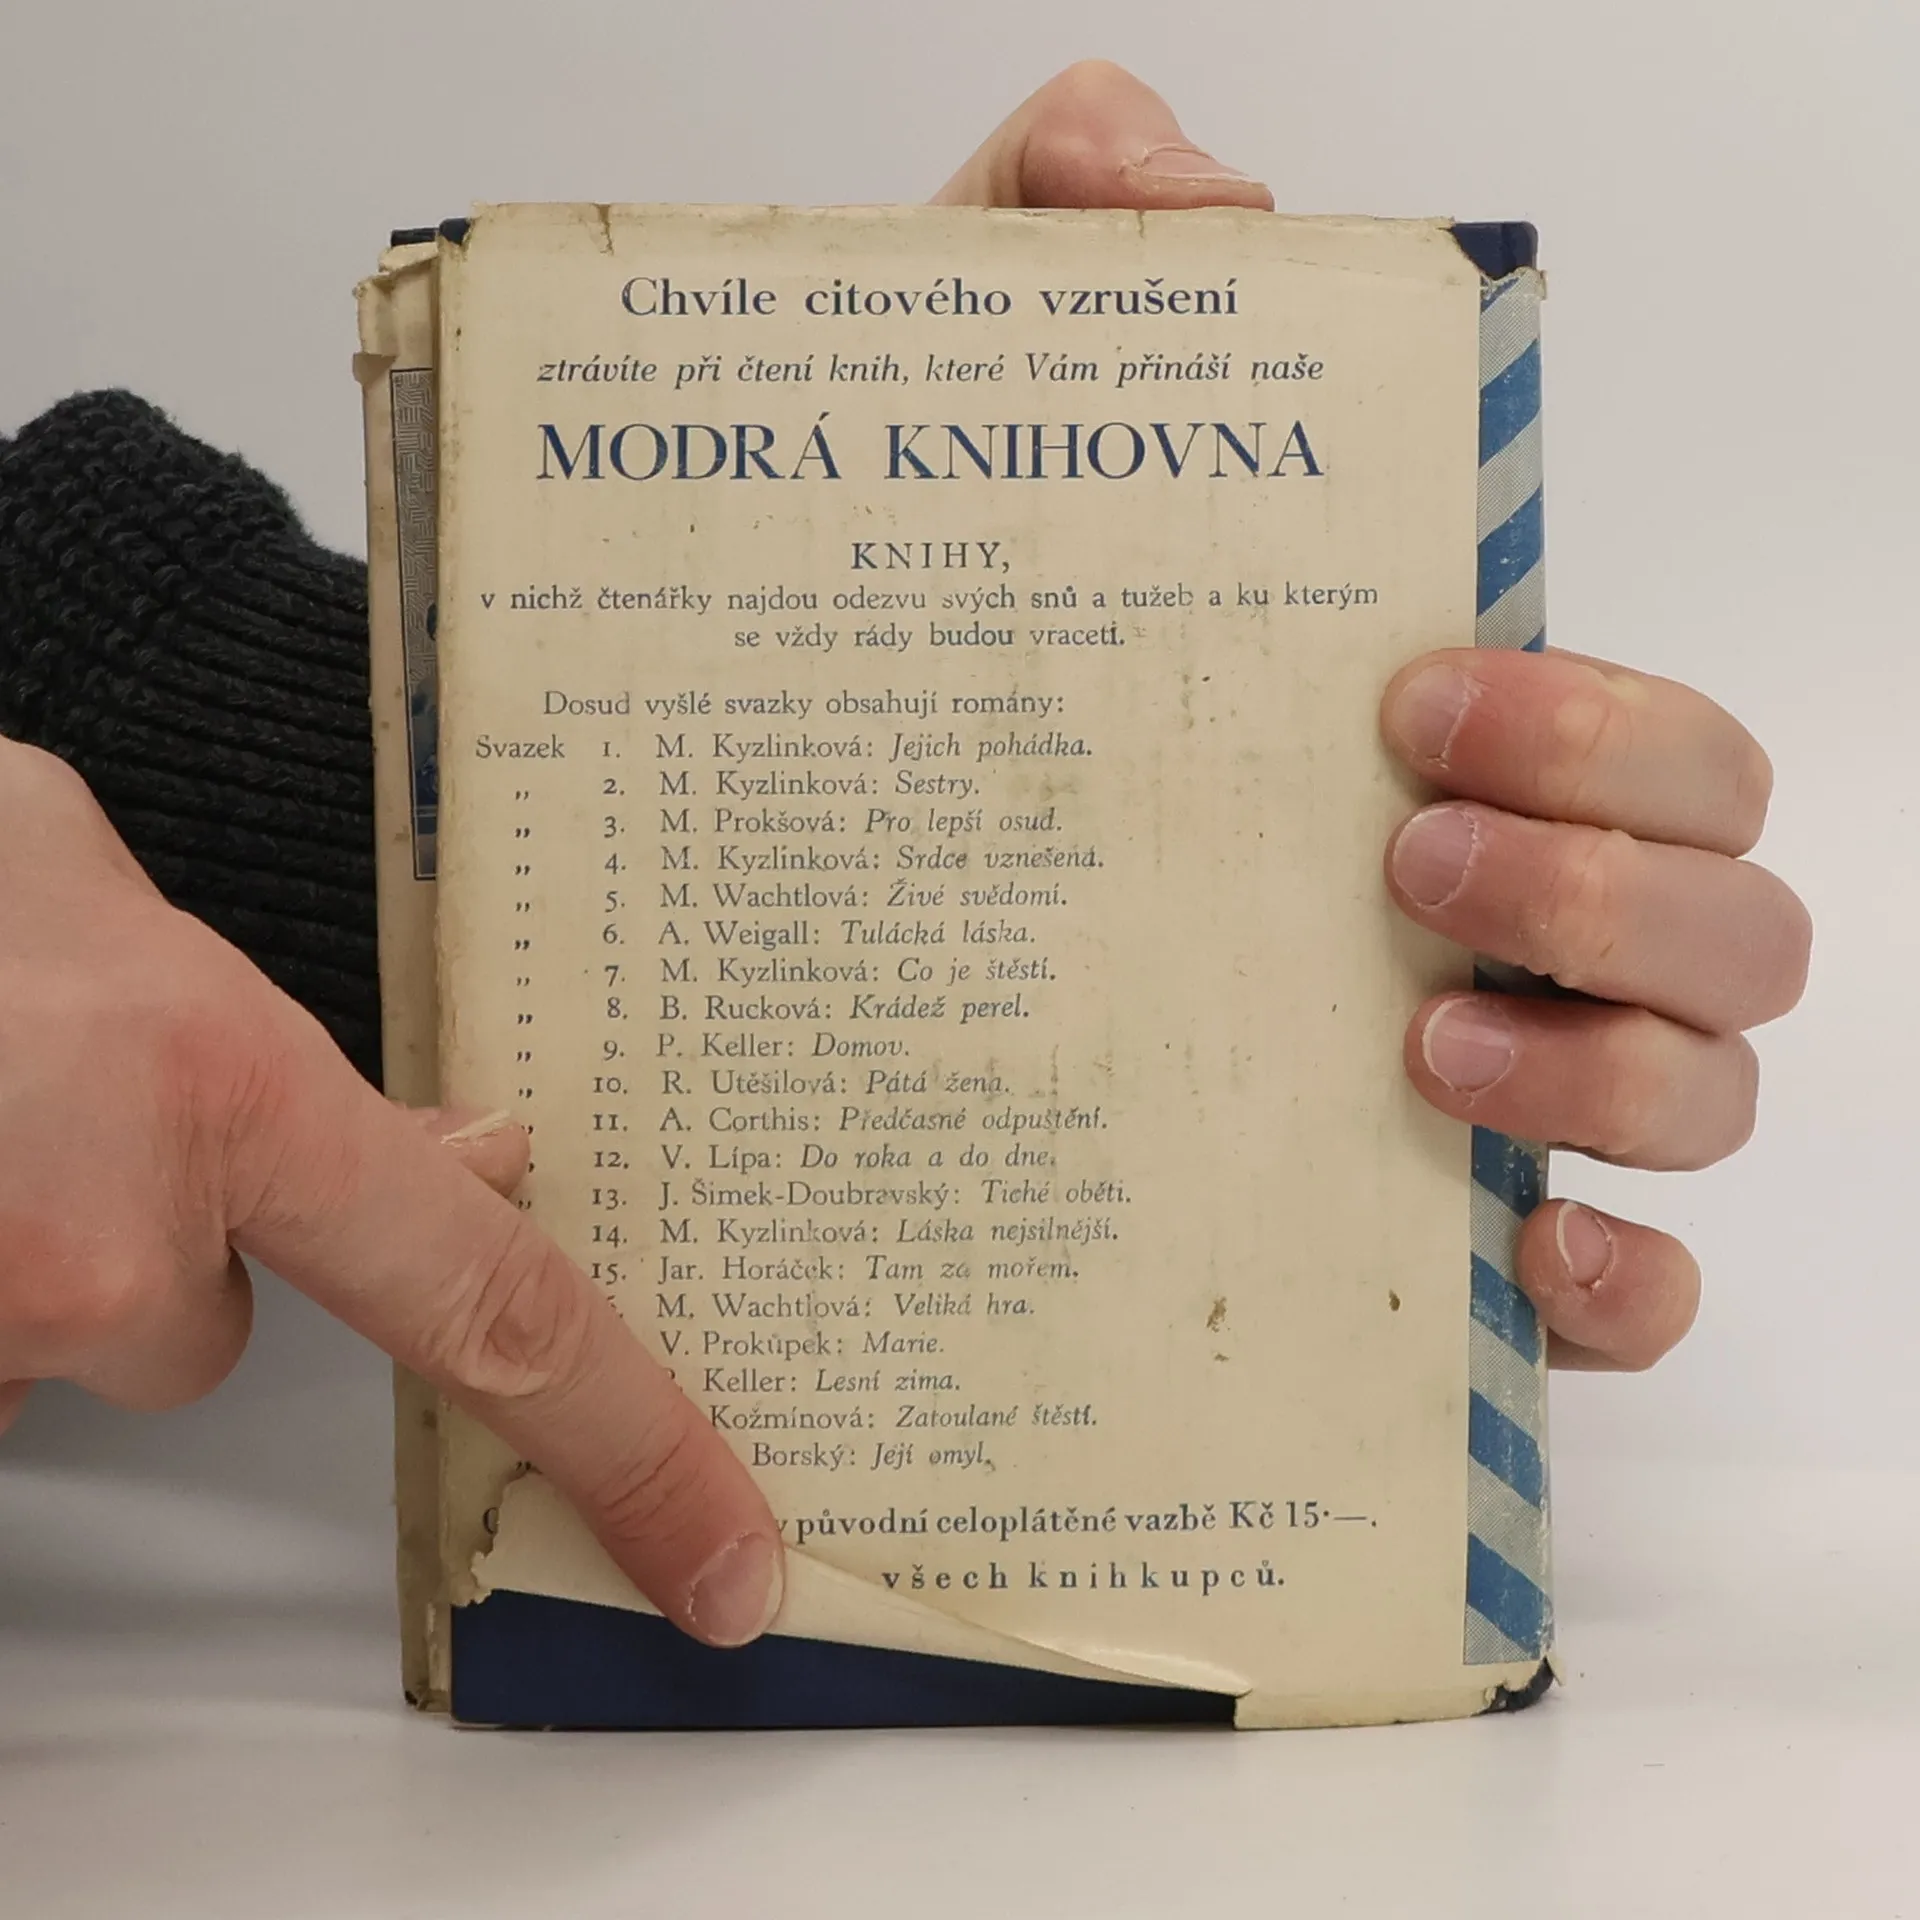 Chvíle citového vzrušení
ztrávíte při čtení knih, které Vám přináší naše
MODRÁ KNIHOVNA
KNIHY,
v nichž čtenářky najdou odezvu svých snů a tužeb a ku kterým
se vždy rády budou vraceti.
Dosud vyšlé svazky obsahují romány:
Svazek 1. M. Kyzlinková: Jejich pohádka.
„ 2. M. Kyzlinková: Sestry.
„ 3. M. Prokšová: Pro lepší osud.
„ 4. M. Kyzlinková: Srdce vznešená.
„ 5. M. Wachtlová: Živé svědomí.
„ 6. A. Weigall: Tulácká láska.
„ 7. M. Kyzlinková: Co je štěstí.
„ 8. B. Rucková: Krádež perel.
„ 9. P. Keller: Domov.
„ 10. R. Utěšilová: Pátá žena.
„ 11. A. Corthis: Předčasné odpuštění.
„ 12. V. Lípa: Do roka a do dne.
„ 13. J. Šimek-Doubravský: Tiché oběti.
14. M. Kyzlinková: Láska nejsilnější.
15. Jar. Horáček: Tam za mořem.
M. Wachtlová: Veliká hra.
V. Prokůpek: Marie.
Keller: Lesní zima.
Kožmínová: Zatoulané štěstí.
„ Borský: Její omyl.
v původní celoplátěné vazbě Kč 15·—.
všech knihkupců.